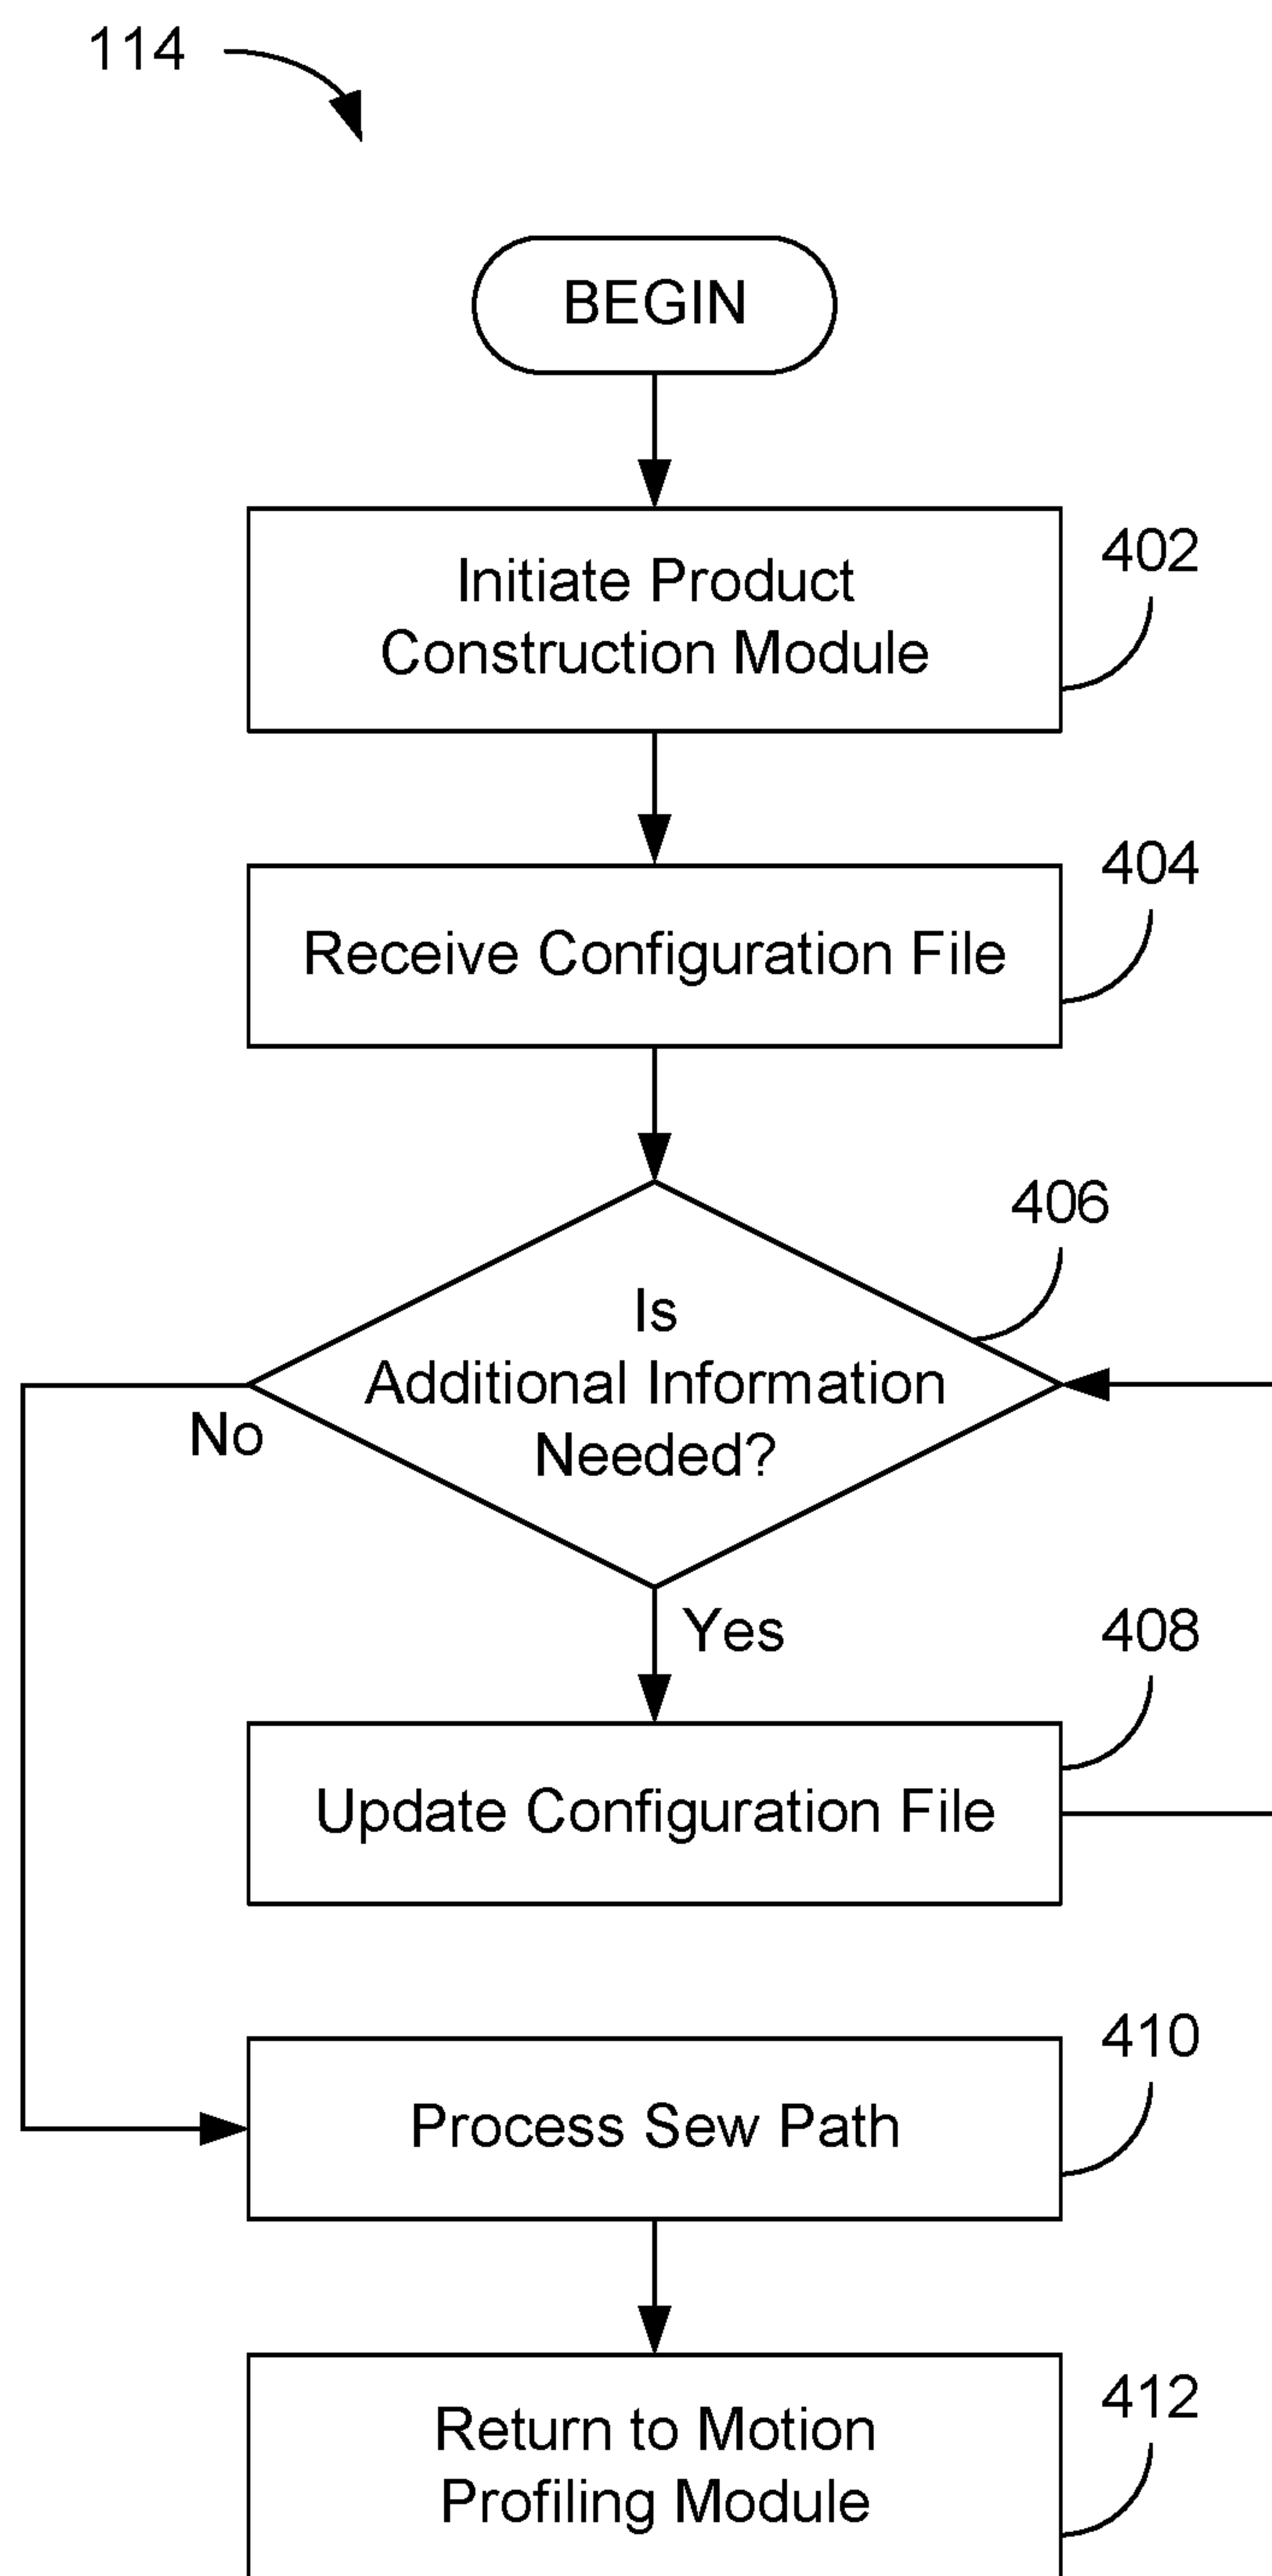 114
BEGIN
Initiate Product
Construction Module
402
Receive Configuration File
404
Is
Additional Information
Needed?
406
No
Yes
Update Configuration File
408
Process Sew Path
410
Return to Motion
Profiling Module
412